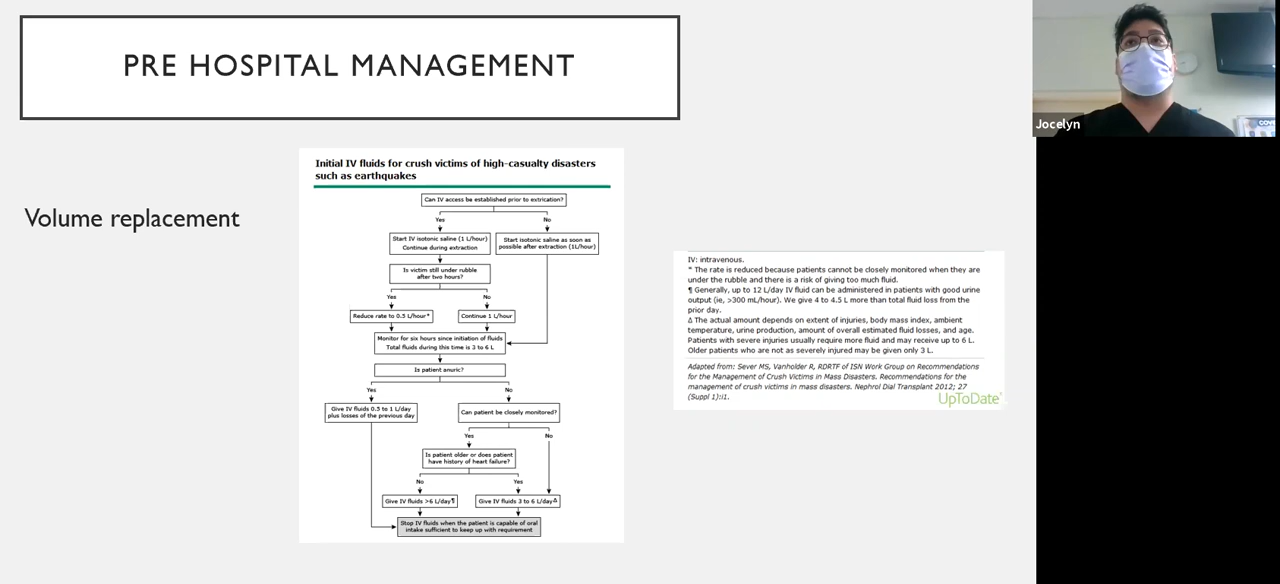 PRE HOSPITAL MANAGEMENT
Jocelyn
COVI
Volume replacement
Initial IV fluids for crush victims of high-casualty disasters
such as earthquakes
Can IV access be established prior to extrication?
Yes
No
Start IV isotonic saline (1 L/hour)
Continue during extraction
Start isotonic saline as soon as
possible after extraction (1L/hour)
Is victim still under rubble
after two hours?
Yes
No
Reduce rate to 0.5 L/hour*
Continue 1 L/hour
Monitor for six hours since initiation of fluids
Total fluids during this time is 3 to 6 L
Is patient anuric?
Yes
No
Give IV fluids 0.5 to 1 L/day
plus losses of the previous day
Can patient be closely monitored?
Yes
No
Is patient older or does patient
have history of heart failure?
No
Yes
Give IV fluids >6 L/day¶
Give IV fluids 3 to 6 L/dayΔ
Stop IV fluids when the patient is capable of oral
intake sufficient to keep up with requirement
IV: intravenous.
* The rate is reduced because patients cannot be closely monitored when they are
under the rubble and there is a risk of giving too much fluid.
¶ Generally, up to 12 L/day IV fluid can be administered in patients with good urine
output (ie, >300 mL/hour). We give 4 to 4.5 L more than total fluid loss from the
prior day.
Δ The actual amount depends on extent of injuries, body mass index, ambient
temperature, urine production, amount of overall estimated fluid losses, and age.
Patients with severe injuries usually require more fluid and may receive up to 6 L.
Older patients who are not as severely injured may be given only 3 L.
Adapted from: Sever MS, Vanholder R, RDRTF of ISN Work Group on Recommendations
for the Management of Crush Victims in Mass Disasters. Recommendations for the
management of crush victims in mass disasters. Nephrol Dial Transplant 2012; 27
(Suppl 1):i1.
UpToDate®